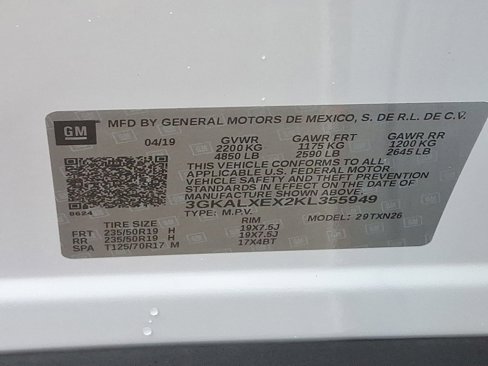 GM
MFD BY GENERAL MOTORS DE MEXICO, S. DE R.L. DE C.V.
04/19 GVWR GAWR FRT GAWR RR
2200 KG 1175 KG 1200 KG
4850 LB 2590 LB 2645 LB
THIS VEHICLE CONFORMS TO ALL
APPLICABLE U.S. FEDERAL MOTOR
VEHICLE SAFETY AND THEFT PREVENTION
STANDARDS IN EFFECT ON THE DATE OF
MANUFACTURE SHOWN ABOVE.
3GKALXEX2KL355949
8624
TYPE: M.P.V. MODEL: 29TXN26
TIRE SIZE RIM
FRT 235/50R19 H 19X7.5J
RR 235/50R19 H 19X7.5J
SPA T125/70R17 M 17X4BT